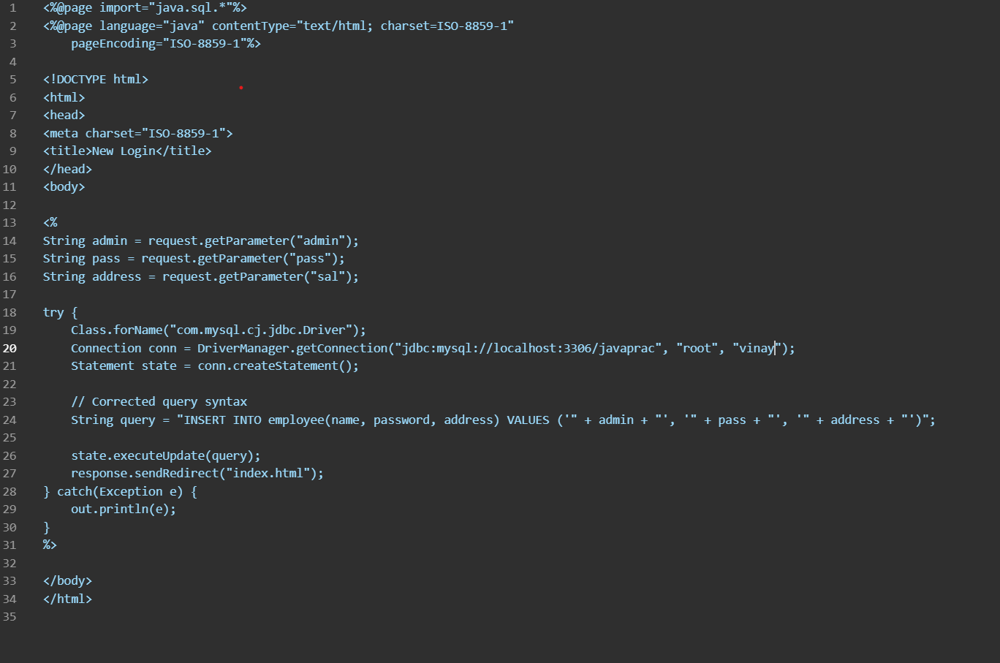 1 <%@page import="java.sql.*"%>
2 <%@page language="java" contentType="text/html; charset=ISO-8859-1"
3     pageEncoding="ISO-8859-1"%>
4
5 <!DOCTYPE html>
6 <html>
7 <head>
8 <meta charset="ISO-8859-1">
9 <title>New Login</title>
10 </head>
11 <body>
12
13 <%
14 String admin = request.getParameter("admin");
15 String pass = request.getParameter("pass");
16 String address = request.getParameter("sal");
17
18 try {
19     Class.forName("com.mysql.cj.jdbc.Driver");
20     Connection conn = DriverManager.getConnection("jdbc:mysql://localhost:3306/javaprac", "root", "vinay");
21     Statement state = conn.createStatement();
22
23     // Corrected query syntax
24     String query = "INSERT INTO employee(name, password, address) VALUES ('" + admin + "', '" + pass + "', '" + address + "')";
25
26     state.executeUpdate(query);
27     response.sendRedirect("index.html");
28 } catch(Exception e) {
29     out.println(e);
30 }
31 %>
32
33 </body>
34 </html>
35